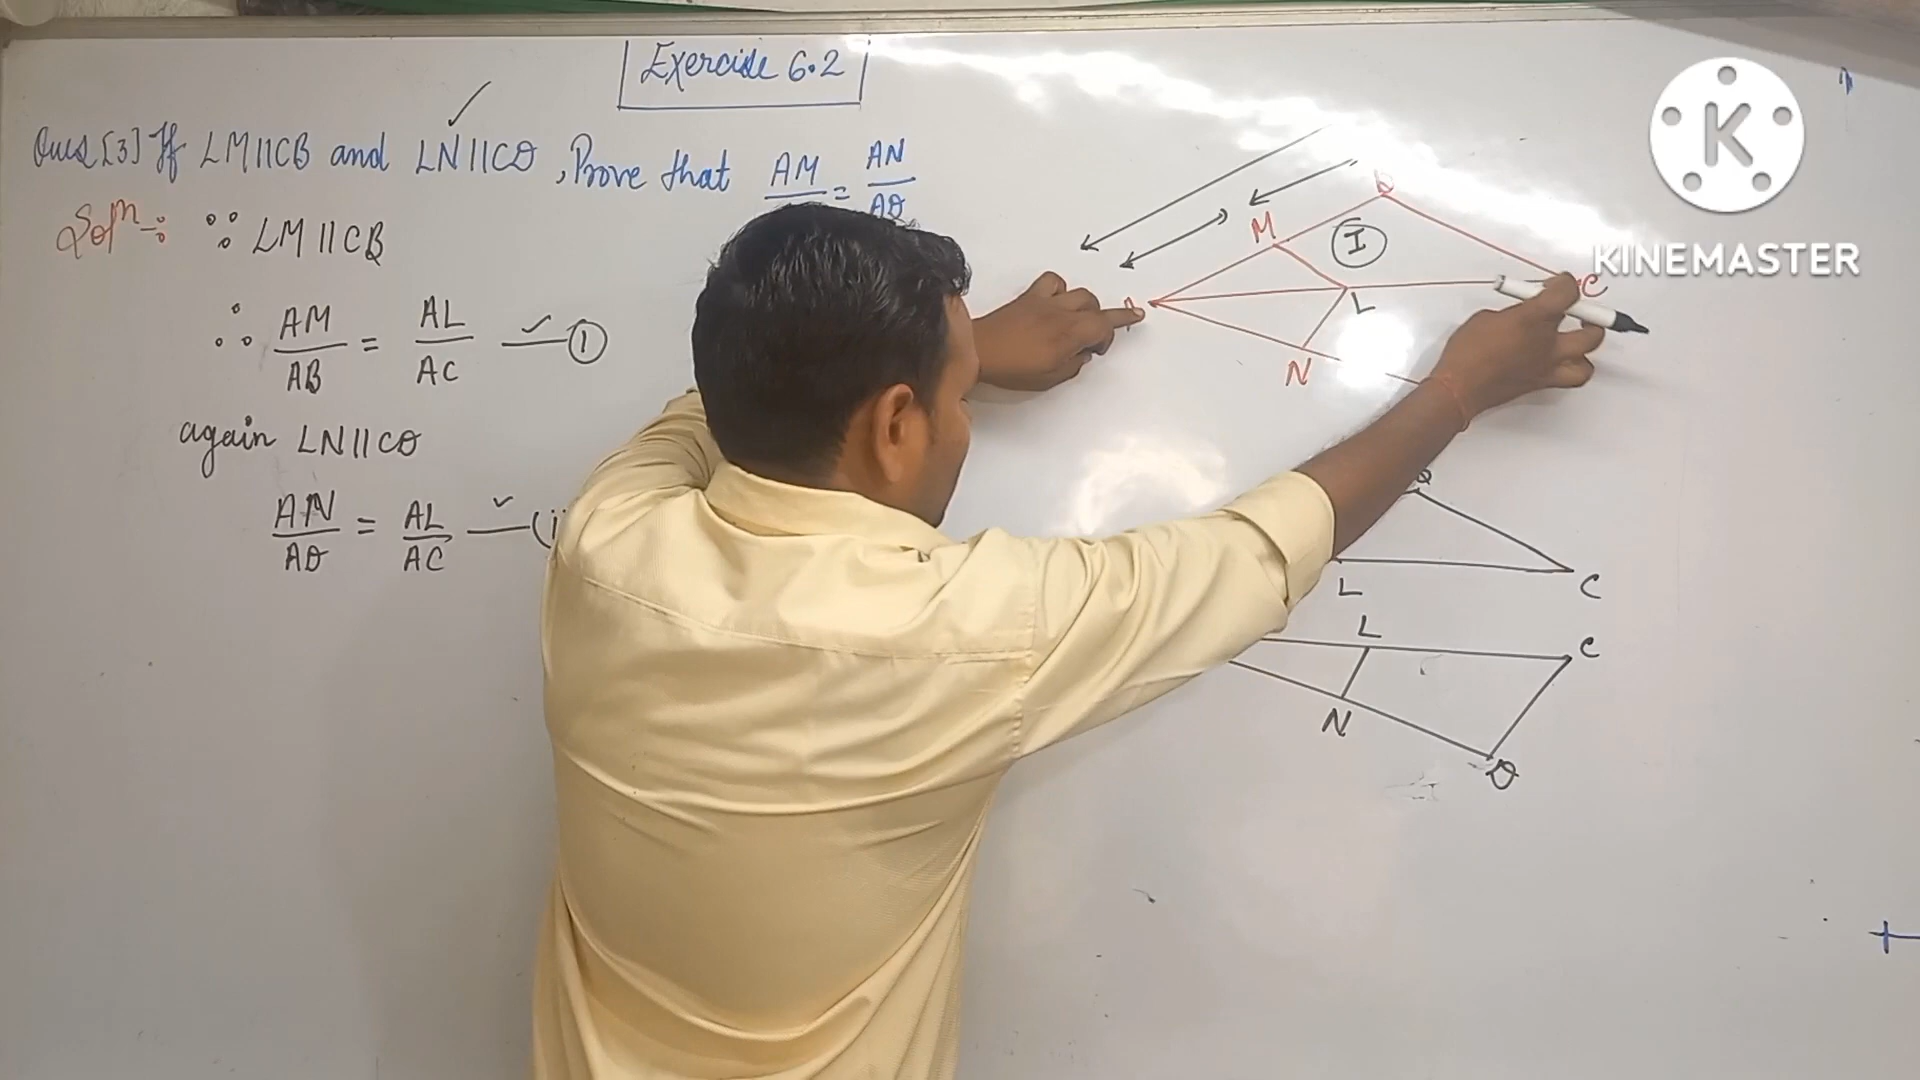 Exercise 6.2
Ques [3] If LM||CB and LN||CD, Prove that AM/AB = AN/AD
Solⁿ -: ∵ LM||CB
∴ AM/AB = AL/AC —①
again LN||CD
AN/AD = AL/AC —(i
B
M
I
C
A
L
N
B
L
C
L
C
N
D
K
KINEMASTER